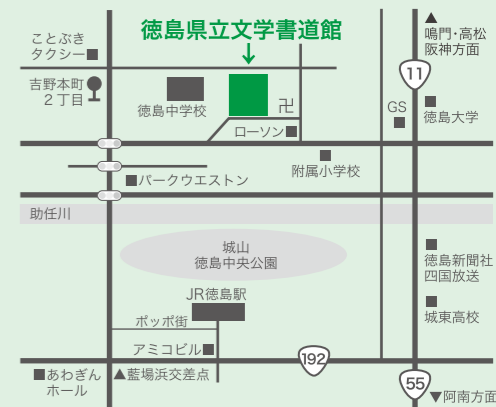 徳島県立文学書道館
ことぶき
タクシー■
吉野本町
2丁目
徳島中学校
卍
ローソン■
▲
鳴門・高松
阪神方面
11
GS
徳島大学
附属小学校
■パークウエストン
助任川
城山
徳島中央公園
徳島新聞社
四国放送
JR徳島駅
ポッポ街
城東高校
アミコビル■
192
■あわぎん
ホール
▲藍場浜交差点
55
▼阿南方面